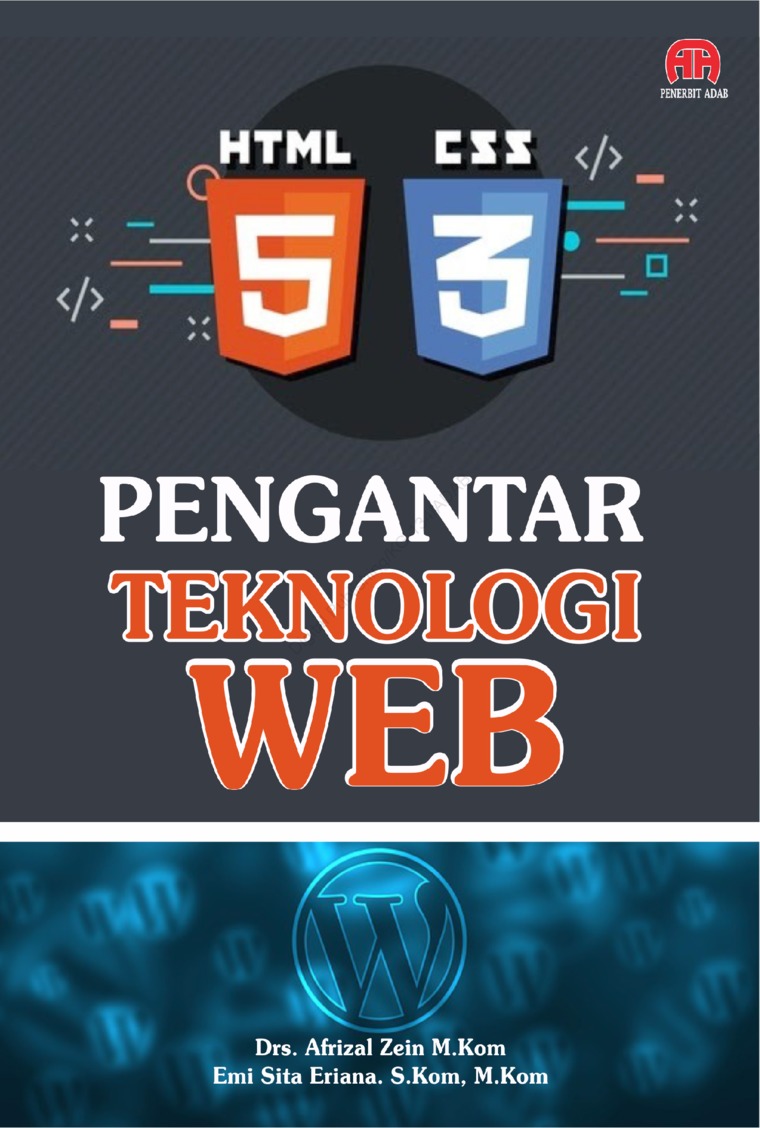 PENERBIT ADAB
HTML
CSS
5
3
</>
</>
PENGANTAR
TEKNOLOGI
WEB
Drs. Afrizal Zein M.Kom
Emi Sita Eriana. S.Kom, M.Kom